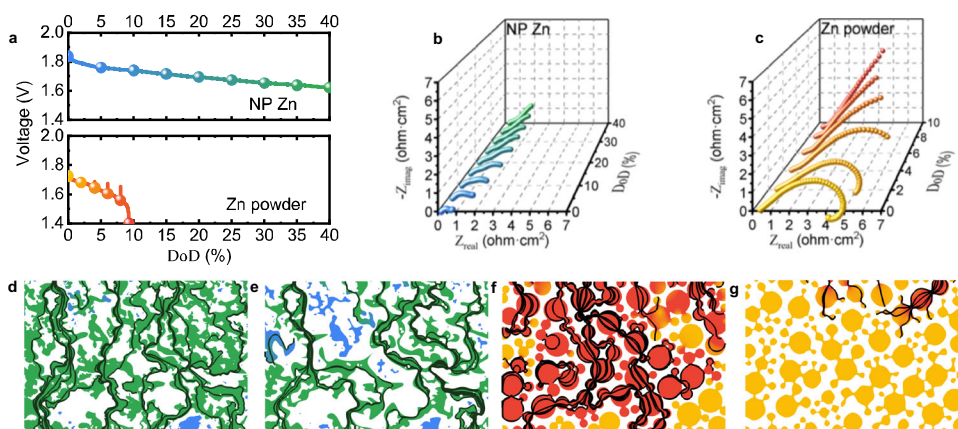 a
0 5 10 15 20 25 30 35 40
2.0
1.8
1.6
1.4
NP Zn
2.0
1.8
1.6
1.4
Zn powder
0 5 10 15 20 25 30 35 40
Voltage (V)
DoD (%)
b
NP Zn
7
6
5
4
3
2
1
0
-Zimag (ohm·cm²)
0 1 2 3 4 5 6 7
Zreal (ohm·cm²)
40
30
20
10
0
DoD (%)
c
Zn powder
7
6
5
4
3
2
1
0
-Zimag (ohm·cm²)
0 1 2 3 4 5 6 7
Zreal (ohm·cm²)
10
8
6
4
2
0
DoD (%)
d
e
f
g